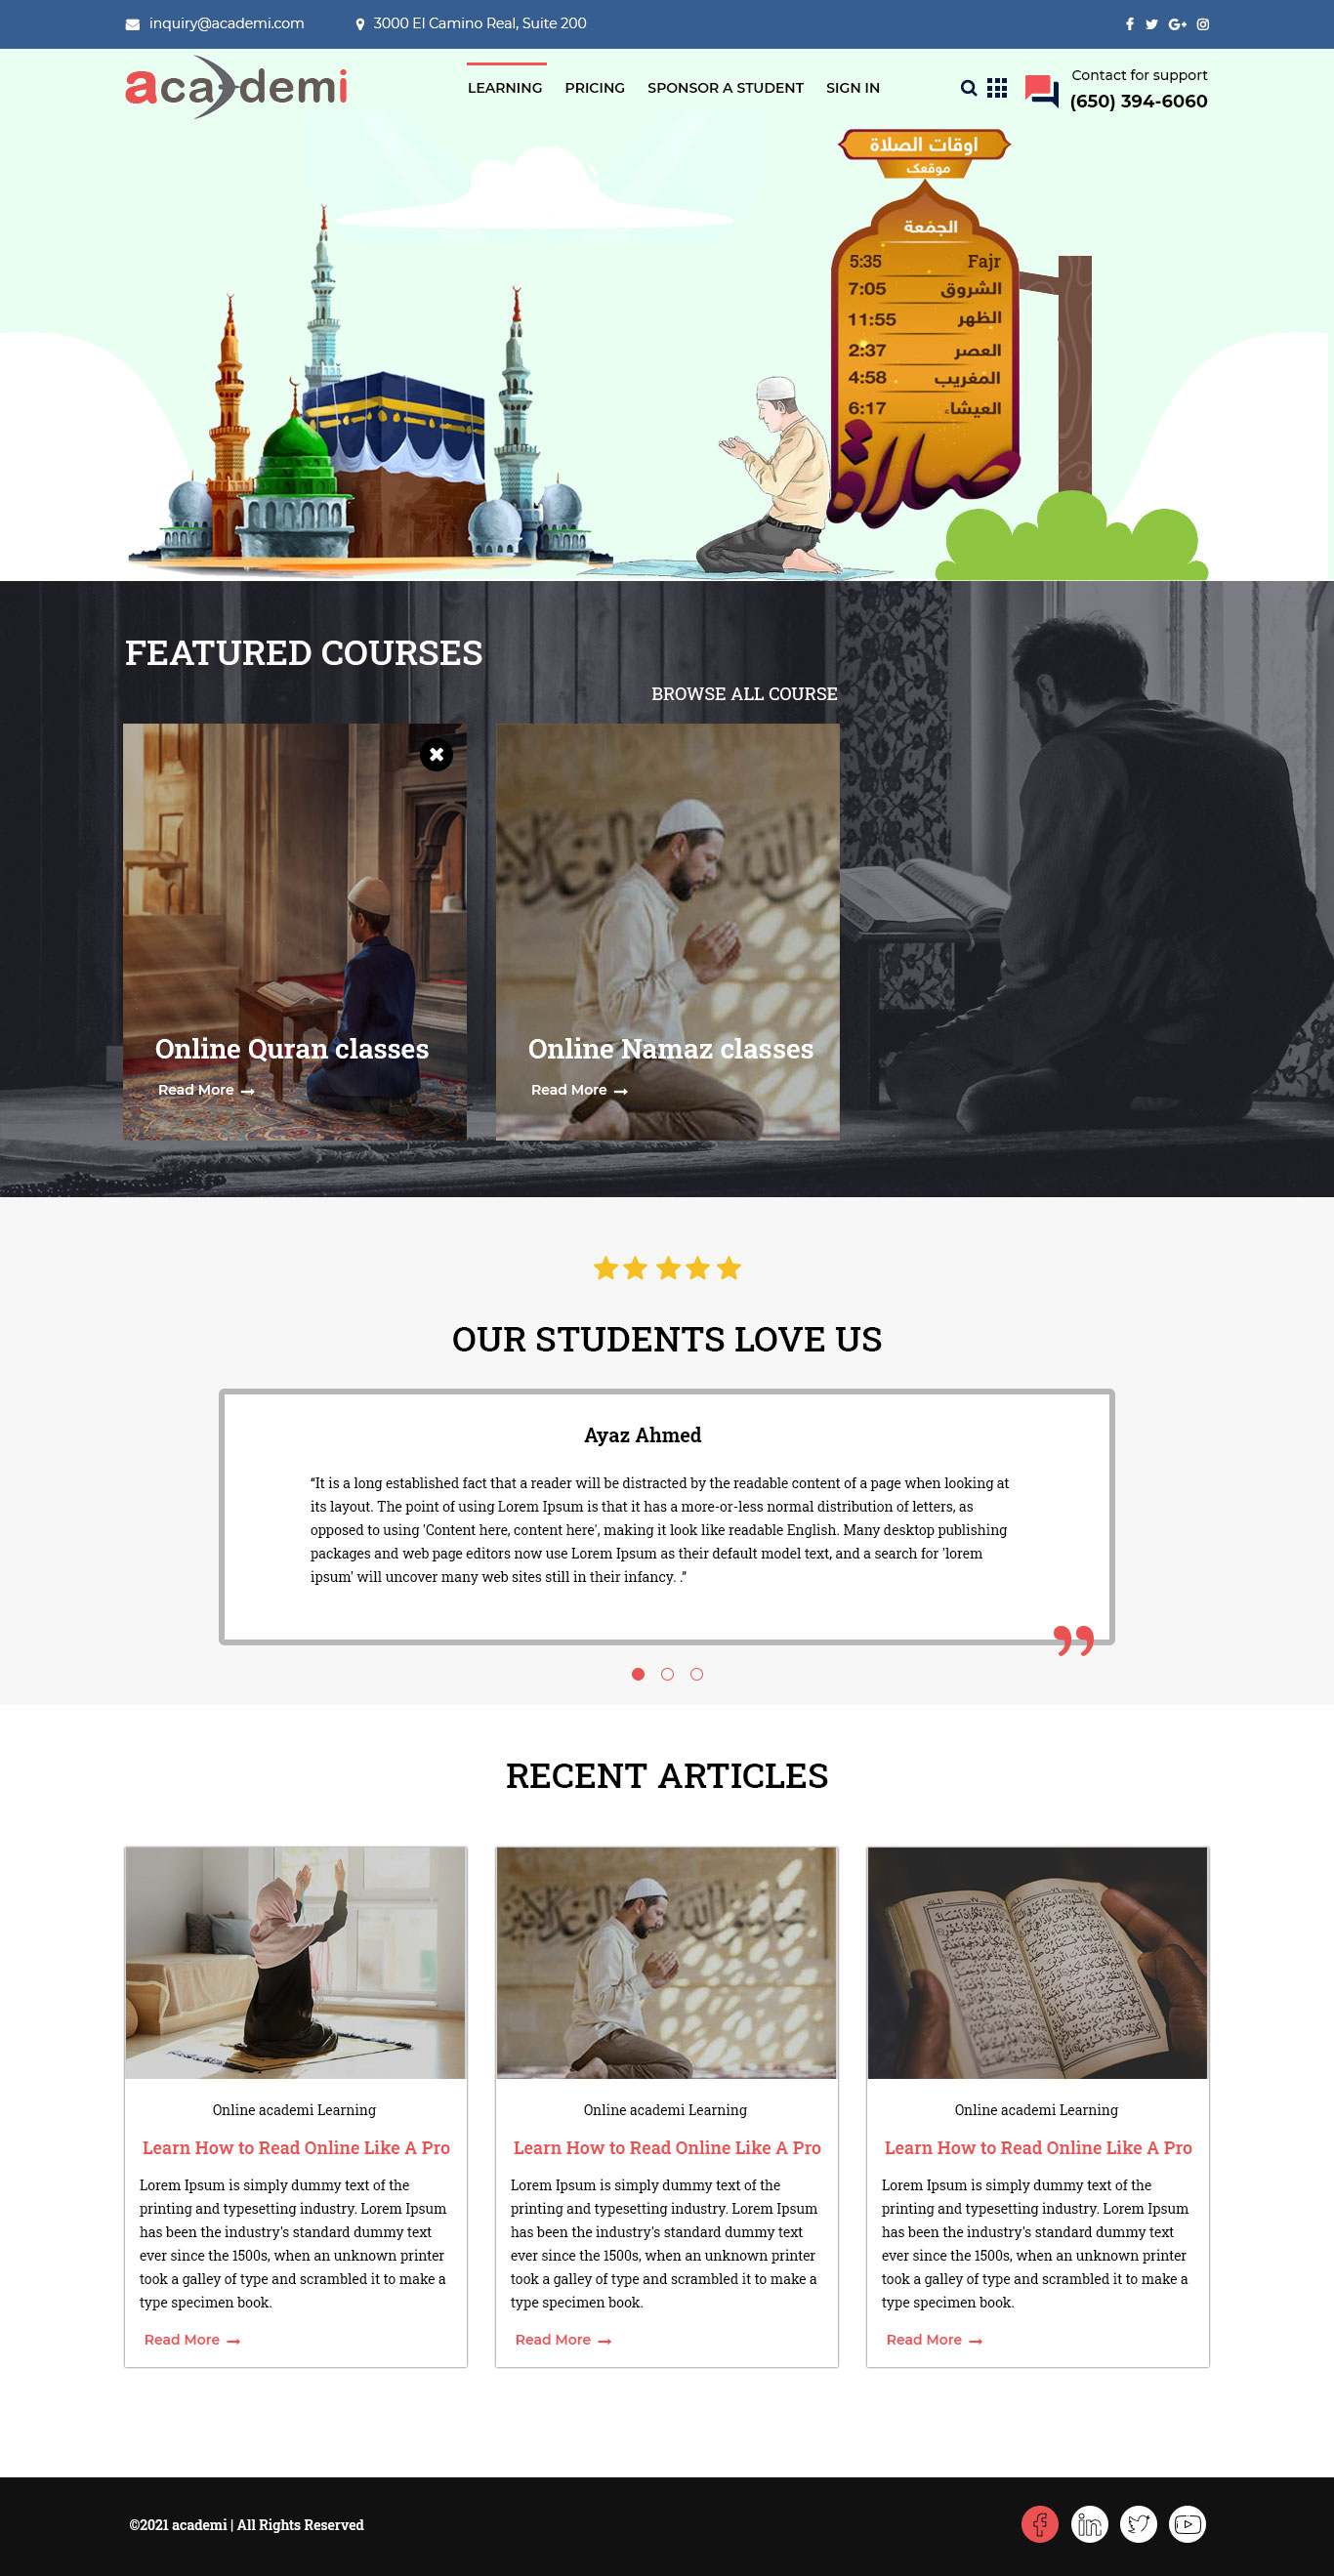 inquiry@academi.com
3000 El Camino Real, Suite 200
academi
LEARNING
PRICING
SPONSOR A STUDENT
SIGN IN
Contact for support
(650) 394-6060
اوقات الصلاة
موقعك
الجمعة
5:35 Fajr
7:05 الشروق
11:55 الظهر
2:37 العصر
4:58 المغريب
6:17 العيشاء
صلاة
FEATURED COURSES
BROWSE ALL COURSE
Online Quran classes
Read More
Online Namaz classes
Read More
OUR STUDENTS LOVE US
Ayaz Ahmed
“It is a long established fact that a reader will be distracted by the readable content of a page when looking at
its layout. The point of using Lorem Ipsum is that it has a more-or-less normal distribution of letters, as
opposed to using 'Content here, content here', making it look like readable English. Many desktop publishing
packages and web page editors now use Lorem Ipsum as their default model text, and a search for 'lorem
ipsum' will uncover many web sites still in their infancy. .”
RECENT ARTICLES
Online academi Learning
Learn How to Read Online Like A Pro
Lorem Ipsum is simply dummy text of the
printing and typesetting industry. Lorem Ipsum
has been the industry's standard dummy text
ever since the 1500s, when an unknown printer
took a galley of type and scrambled it to make a
type specimen book.
Read More
Online academi Learning
Learn How to Read Online Like A Pro
Lorem Ipsum is simply dummy text of the
printing and typesetting industry. Lorem Ipsum
has been the industry's standard dummy text
ever since the 1500s, when an unknown printer
took a galley of type and scrambled it to make a
type specimen book.
Read More
Online academi Learning
Learn How to Read Online Like A Pro
Lorem Ipsum is simply dummy text of the
printing and typesetting industry. Lorem Ipsum
has been the industry's standard dummy text
ever since the 1500s, when an unknown printer
took a galley of type and scrambled it to make a
type specimen book.
Read More
©2021 academi | All Rights Reserved